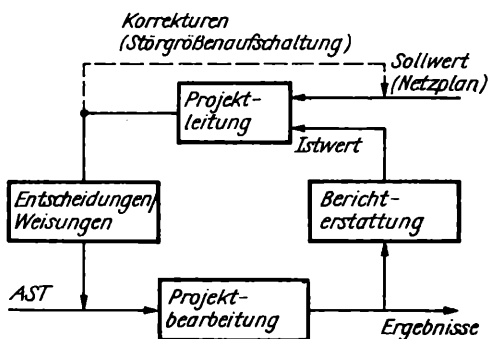 Korrekturen
(Störgrößenaufschaltung)
Sollwert
(Netzplan)
Projekt-
leitung
Istwert
Entscheidungen/
Weisungen
Bericht-
erstattung
AST
Projekt-
bearbeitung
Ergebnisse